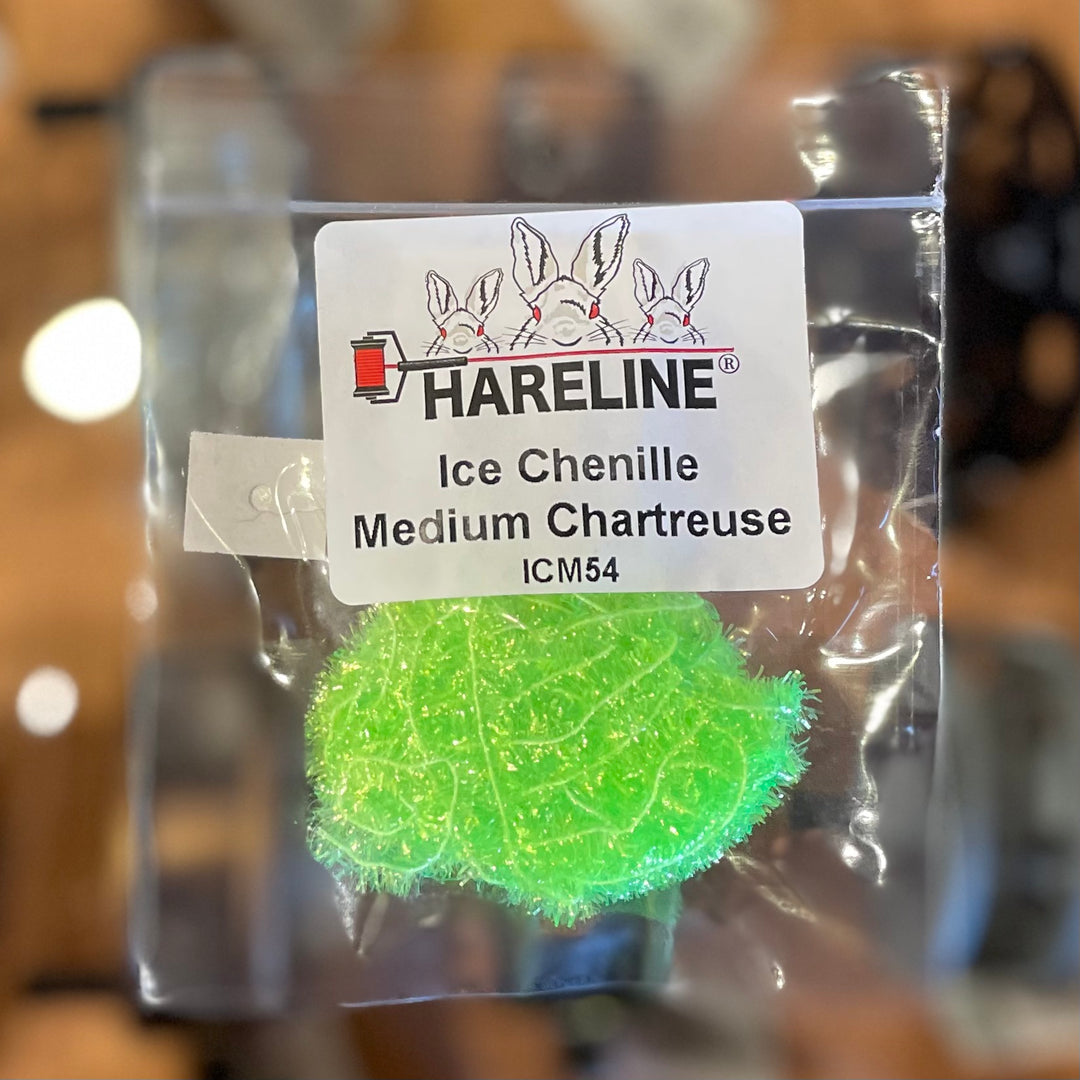 HARELINE®
Ice Chenille
Medium Chartreuse
ICM54